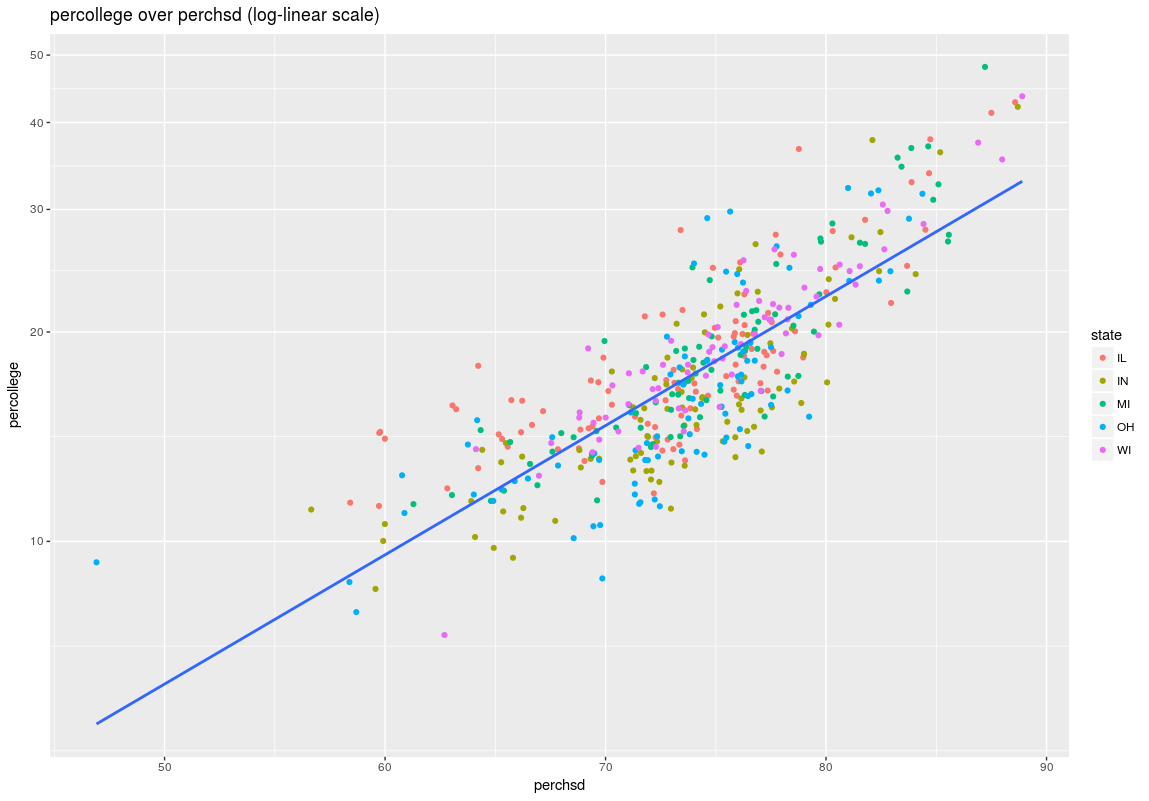 percollege over perchsd (log-linear scale)
50
40
30
20
10
percollege
50
60
70
80
90
perchsd
state
IL
IN
MI
OH
WI